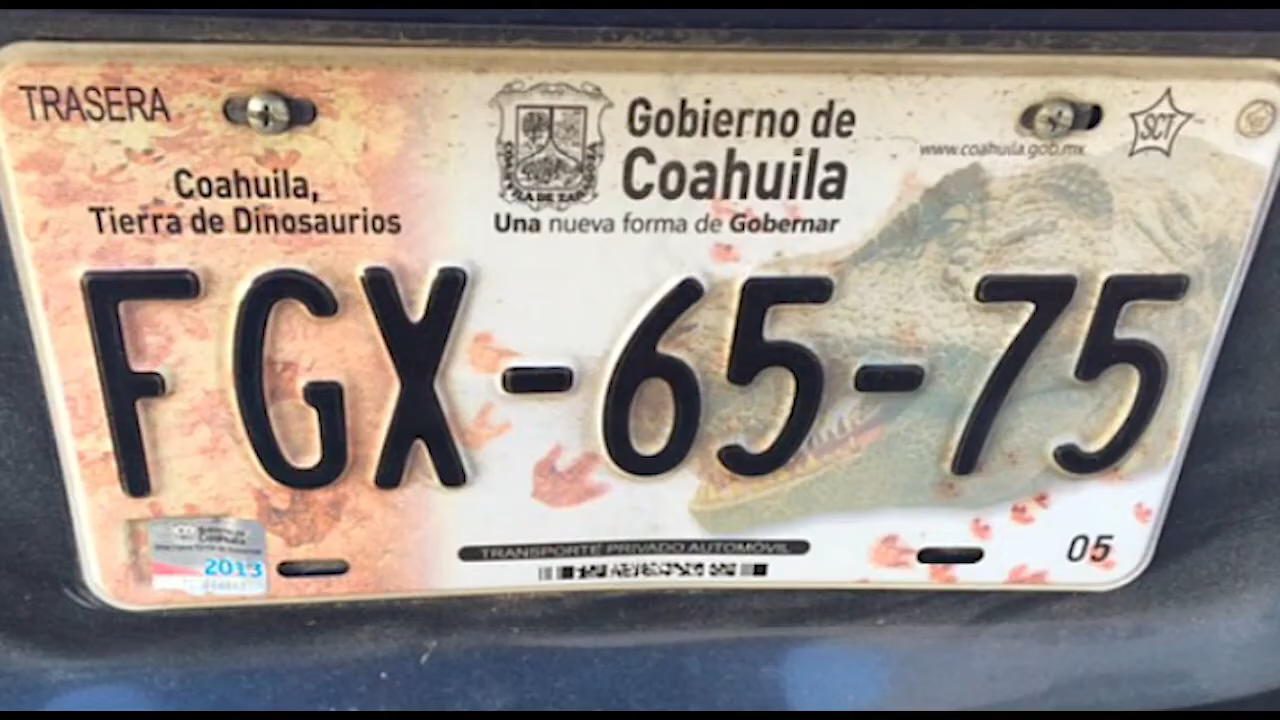 TRASERA
Coahuila,
Tierra de Dinosaurios
Gobierno de
Coahuila
Una nueva forma de Gobernar
www.coahuila.gob.mx
SCT
FGX-65-75
2013
TRANSPORTE PRIVADO AUTOMOVIL
05